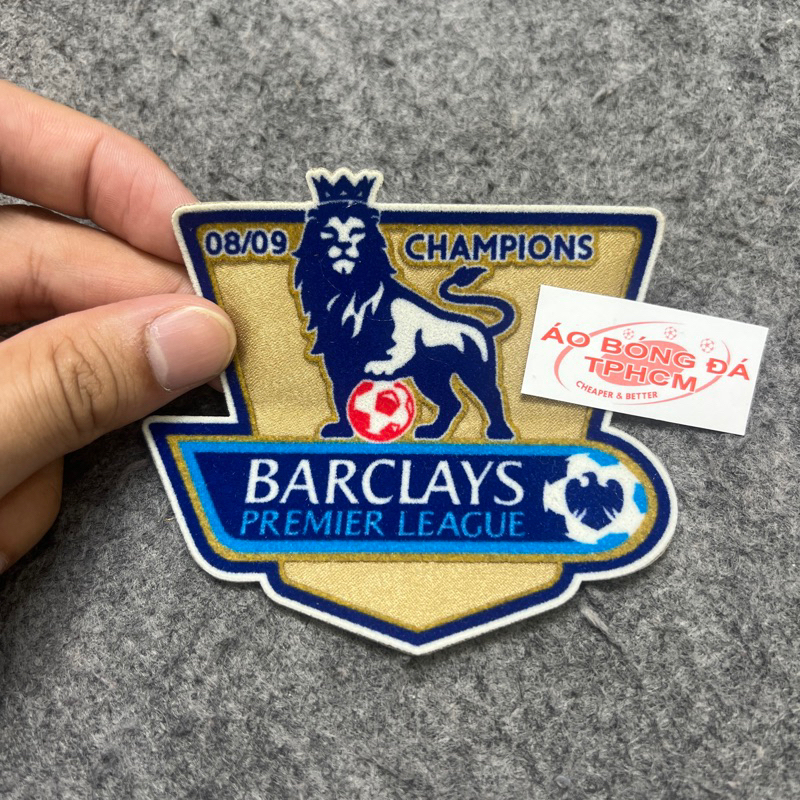 08/09 CHAMPIONS
BARCLAYS
PREMIER LEAGUE
ÁO BÓNG ĐÁ
TPHCM
CHEAPER & BETTER